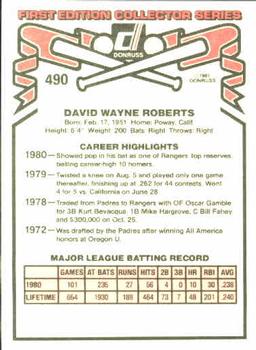 FIRST EDITION COLLECTOR SERIES
DONRUSS
490
1981
DONRUSS
DAVID WAYNE ROBERTS
Born: Feb. 17, 1951 Home: Poway, Calif.
Height: 6'4" Weight: 200 Bats: Right Throws: Right
CAREER HIGHLIGHTS
1980—Showed pop in his bat as one of Rangers top reserves
belting career-high 10 homers
1979—Twisted a knee on Aug. 5 and played only one game
thereafter, finishing up at .262 for 44 contests. Went
4 for 5 vs. California on June 28
1978—Traded from Padres to Rangers with OF Oscar Gamble
for 3B Kurt Bevacqua, 1B Mike Hargrove, C Bill Fahey
and $300,000 on Oct. 25.
1972—Was drafted by the Padres after winning All America
honors at Oregon U.
MAJOR LEAGUE BATTING RECORD
GAMES AT BATS RUNS HITS 2B 3B HR RBI AVG
1980 101 235 27 56 4 0 10 30 .238
LIFETIME 664 1930 188 464 73 7 48 201 .240